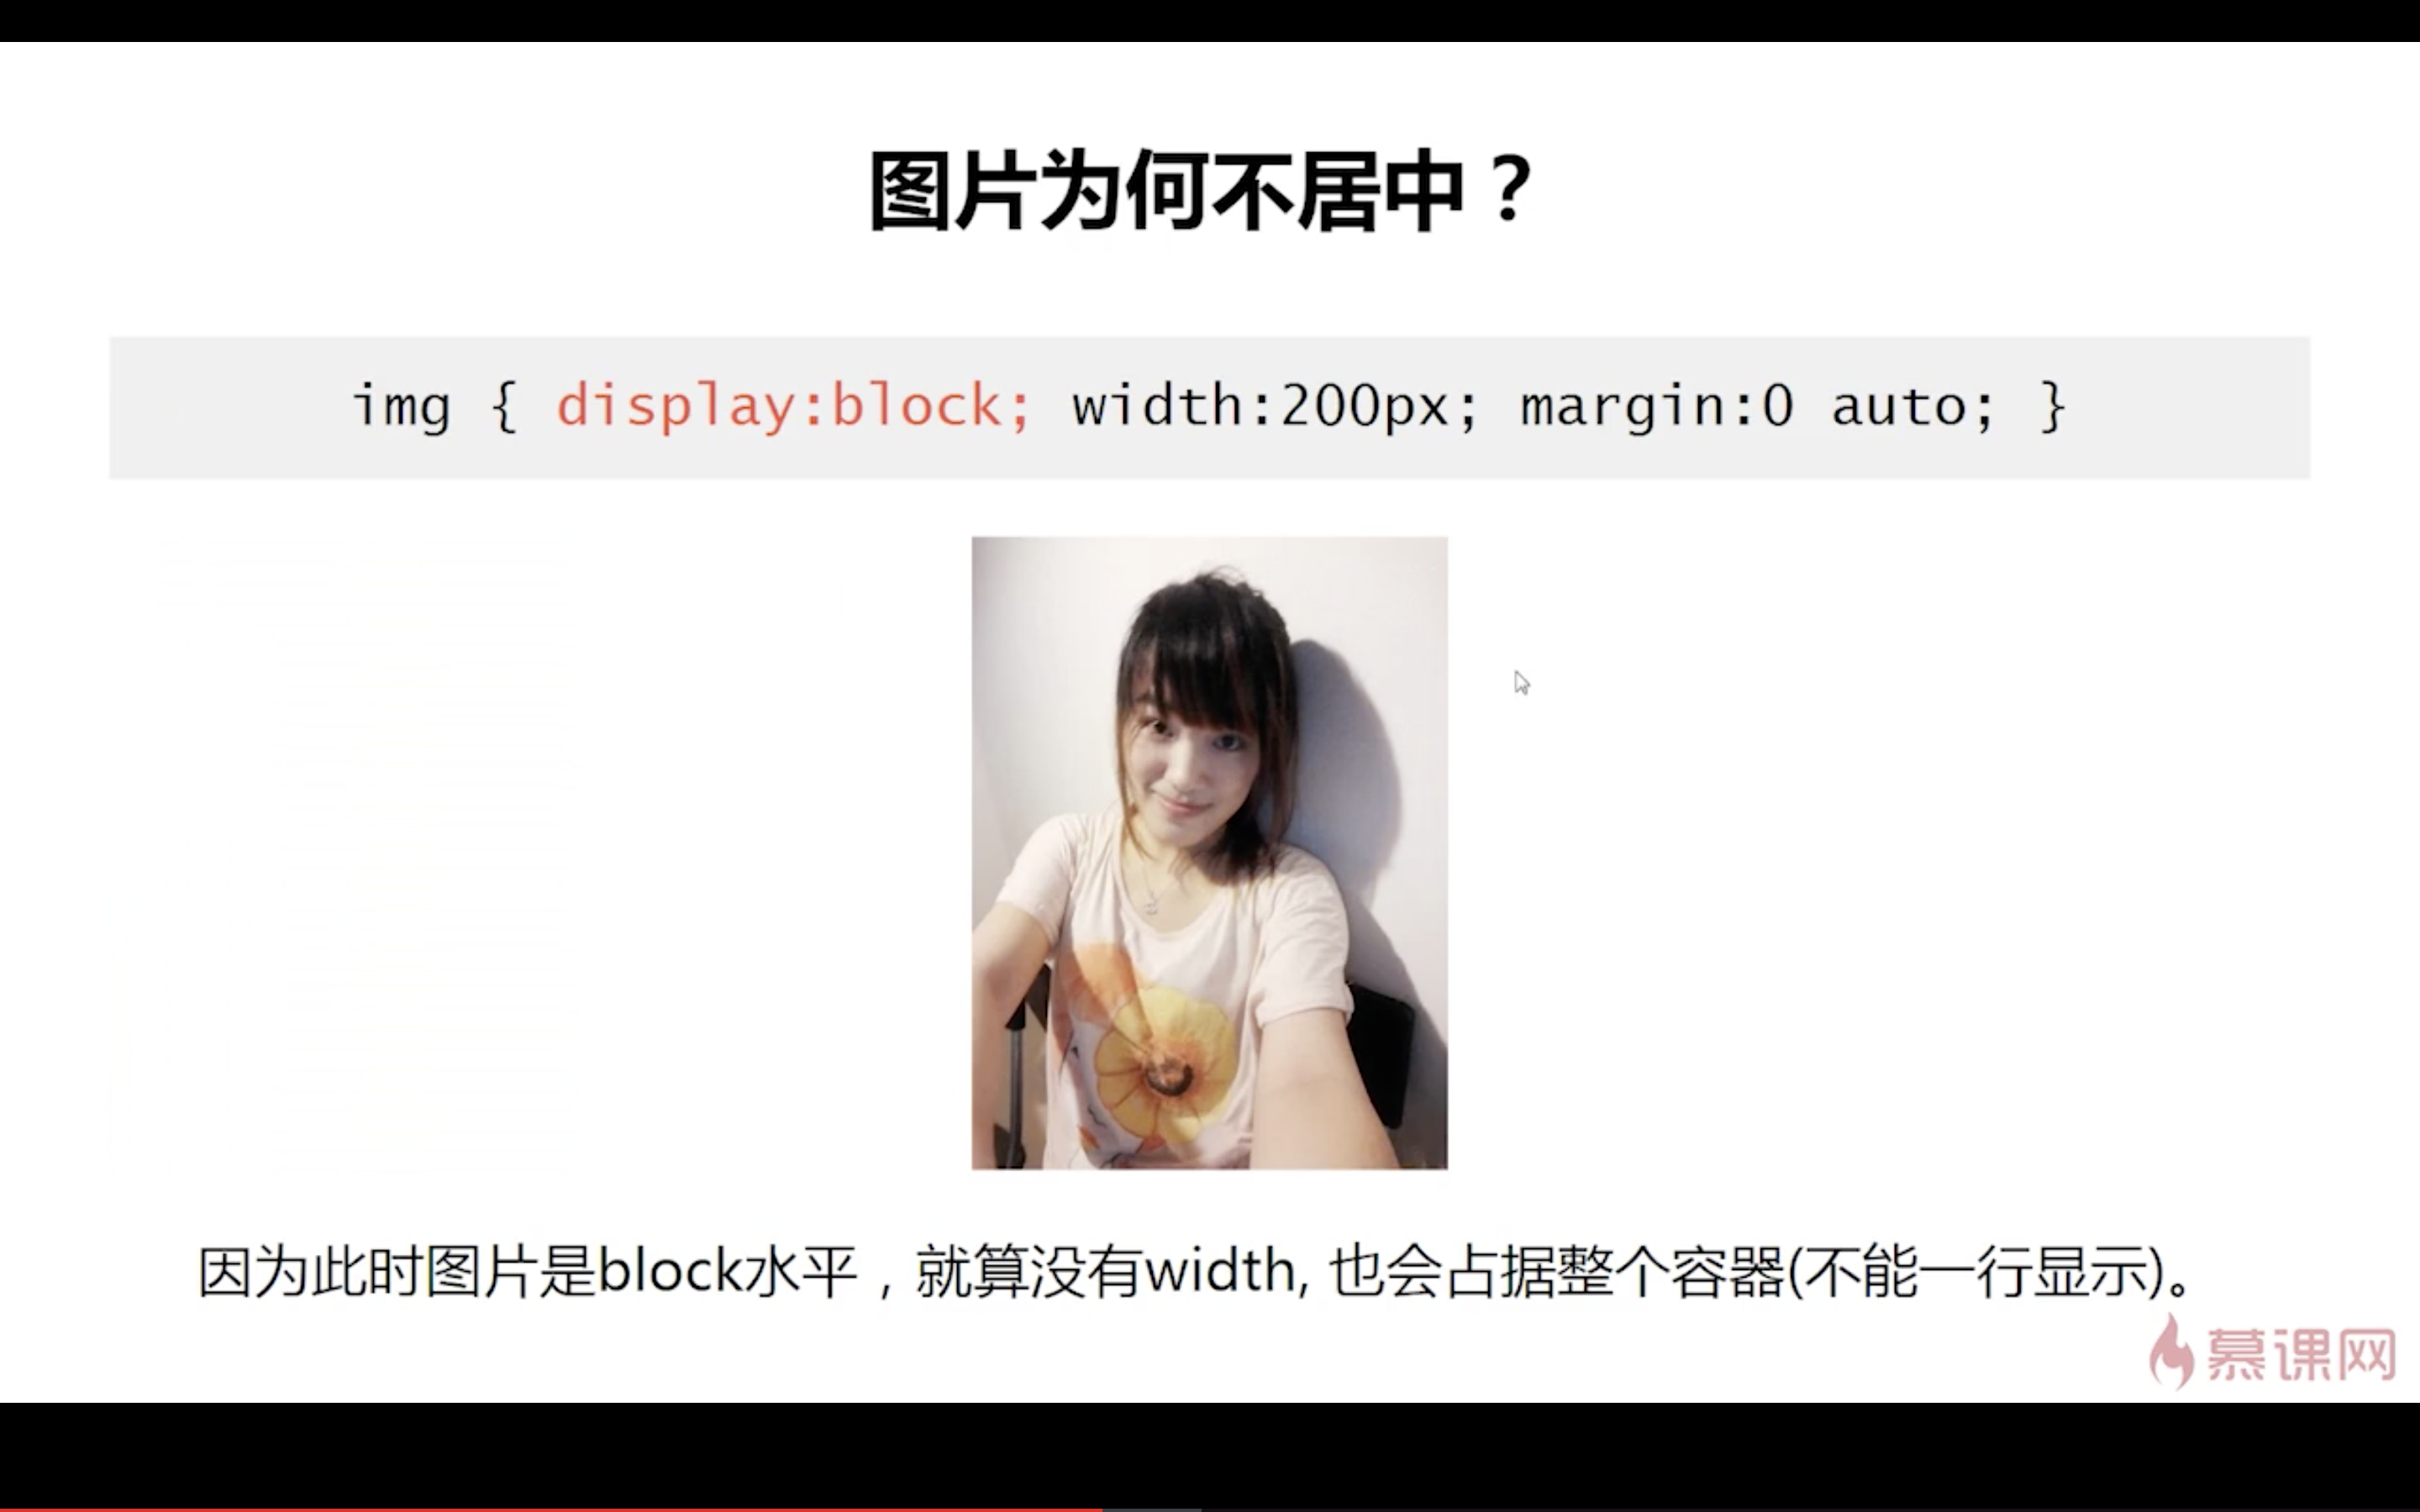 图片为何不居中？
img { display:block; width:200px; margin:0 auto; }
因为此时图片是block水平，就算没有width, 也会占据整个容器(不能一行显示)。
慕课网